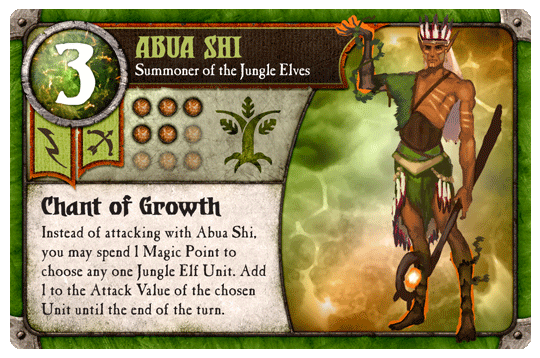 3
ABUA SHI
Summoner of the Jungle Elves
Chant of Growth
Instead of attacking with Abua Shi,
you may spend 1 Magic Point to
choose any one Jungle Elf Unit. Add
1 to the Attack Value of the chosen
Unit until the end of the turn.